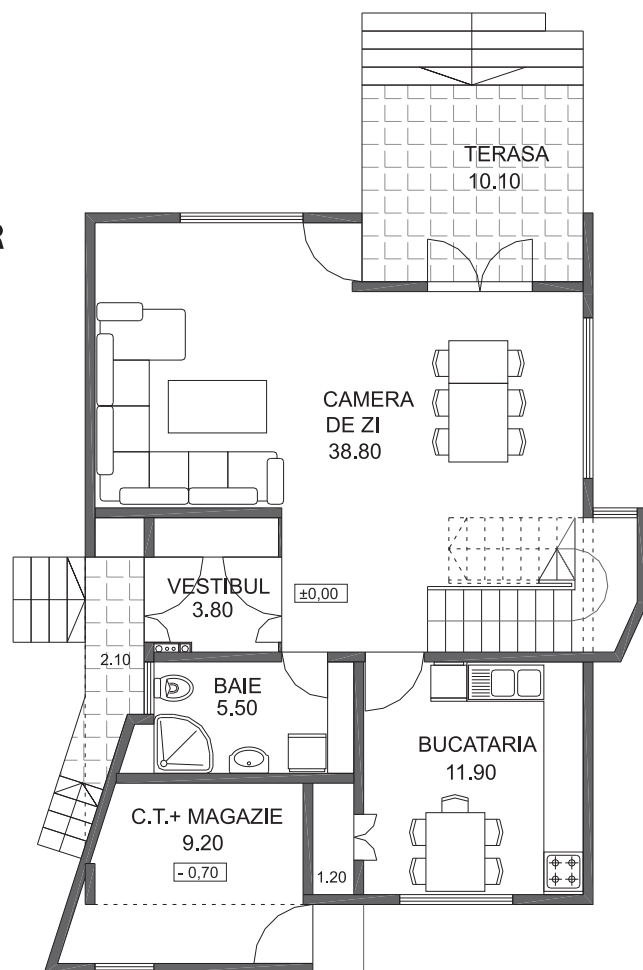 TERASA
10.10
R
CAMERA
DE ZI
38.80
VESTIBUL
3.80
±0,00
2.10
BAIE
5.50
BUCATARIA
11.90
C.T.+ MAGAZIE
9.20
- 0,70
1.20